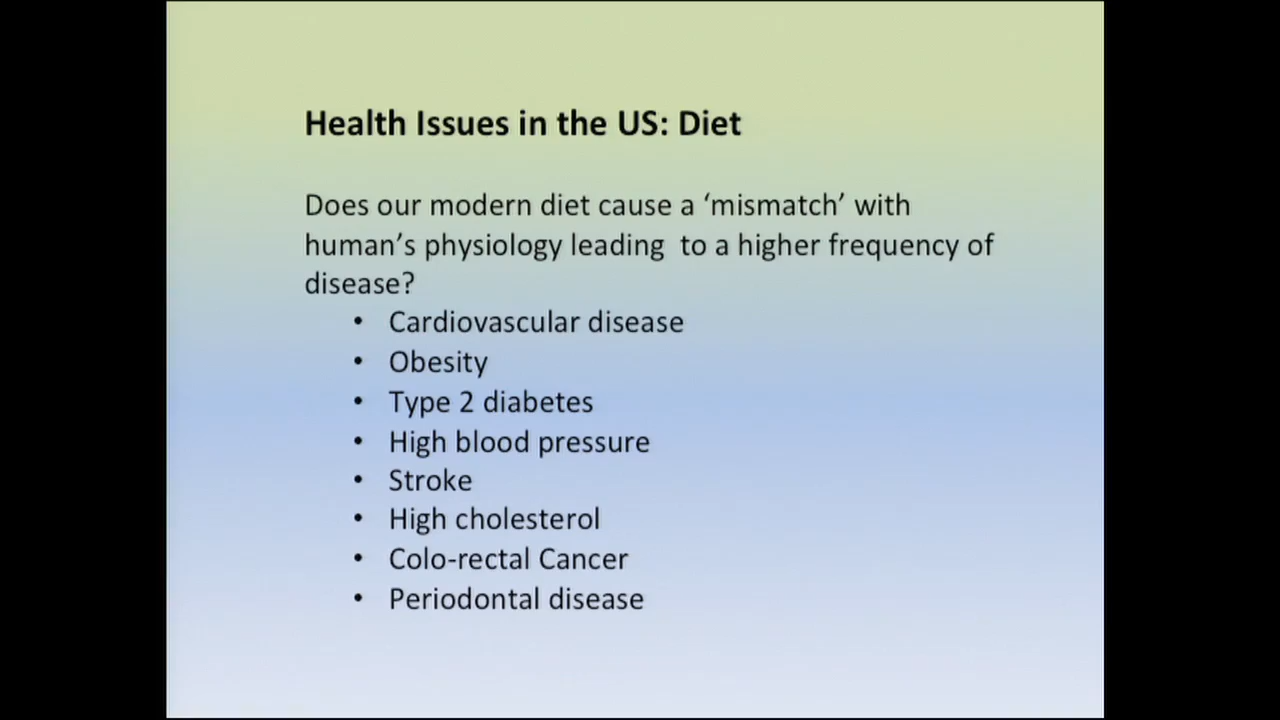 Health Issues in the US: Diet
Does our modern diet cause a ‘mismatch’ with
human’s physiology leading  to a higher frequency of
disease?
• Cardiovascular disease
• Obesity
• Type 2 diabetes
• High blood pressure
• Stroke
• High cholesterol
• Colo-rectal Cancer
• Periodontal disease